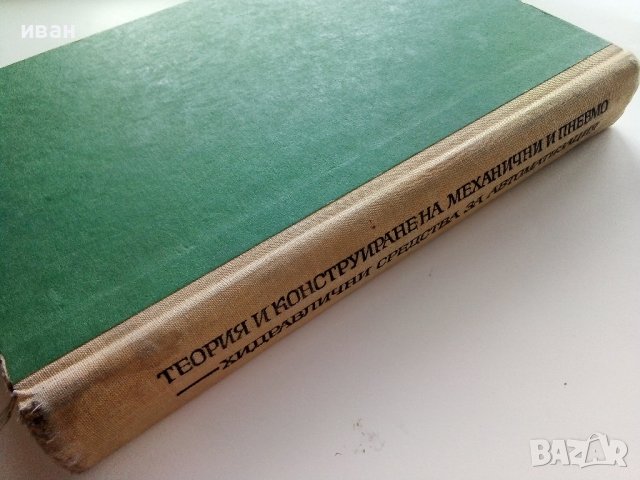 иван
ТЕОРИЯ И КОНСТРУИРАНЕ НА МЕХАНИЧНИ И ПНЕВМО
ХИДРАВЛИЧНИ СРЕДСТВА ЗА АВТОМАТИЗАЦИЯ
BAZAR